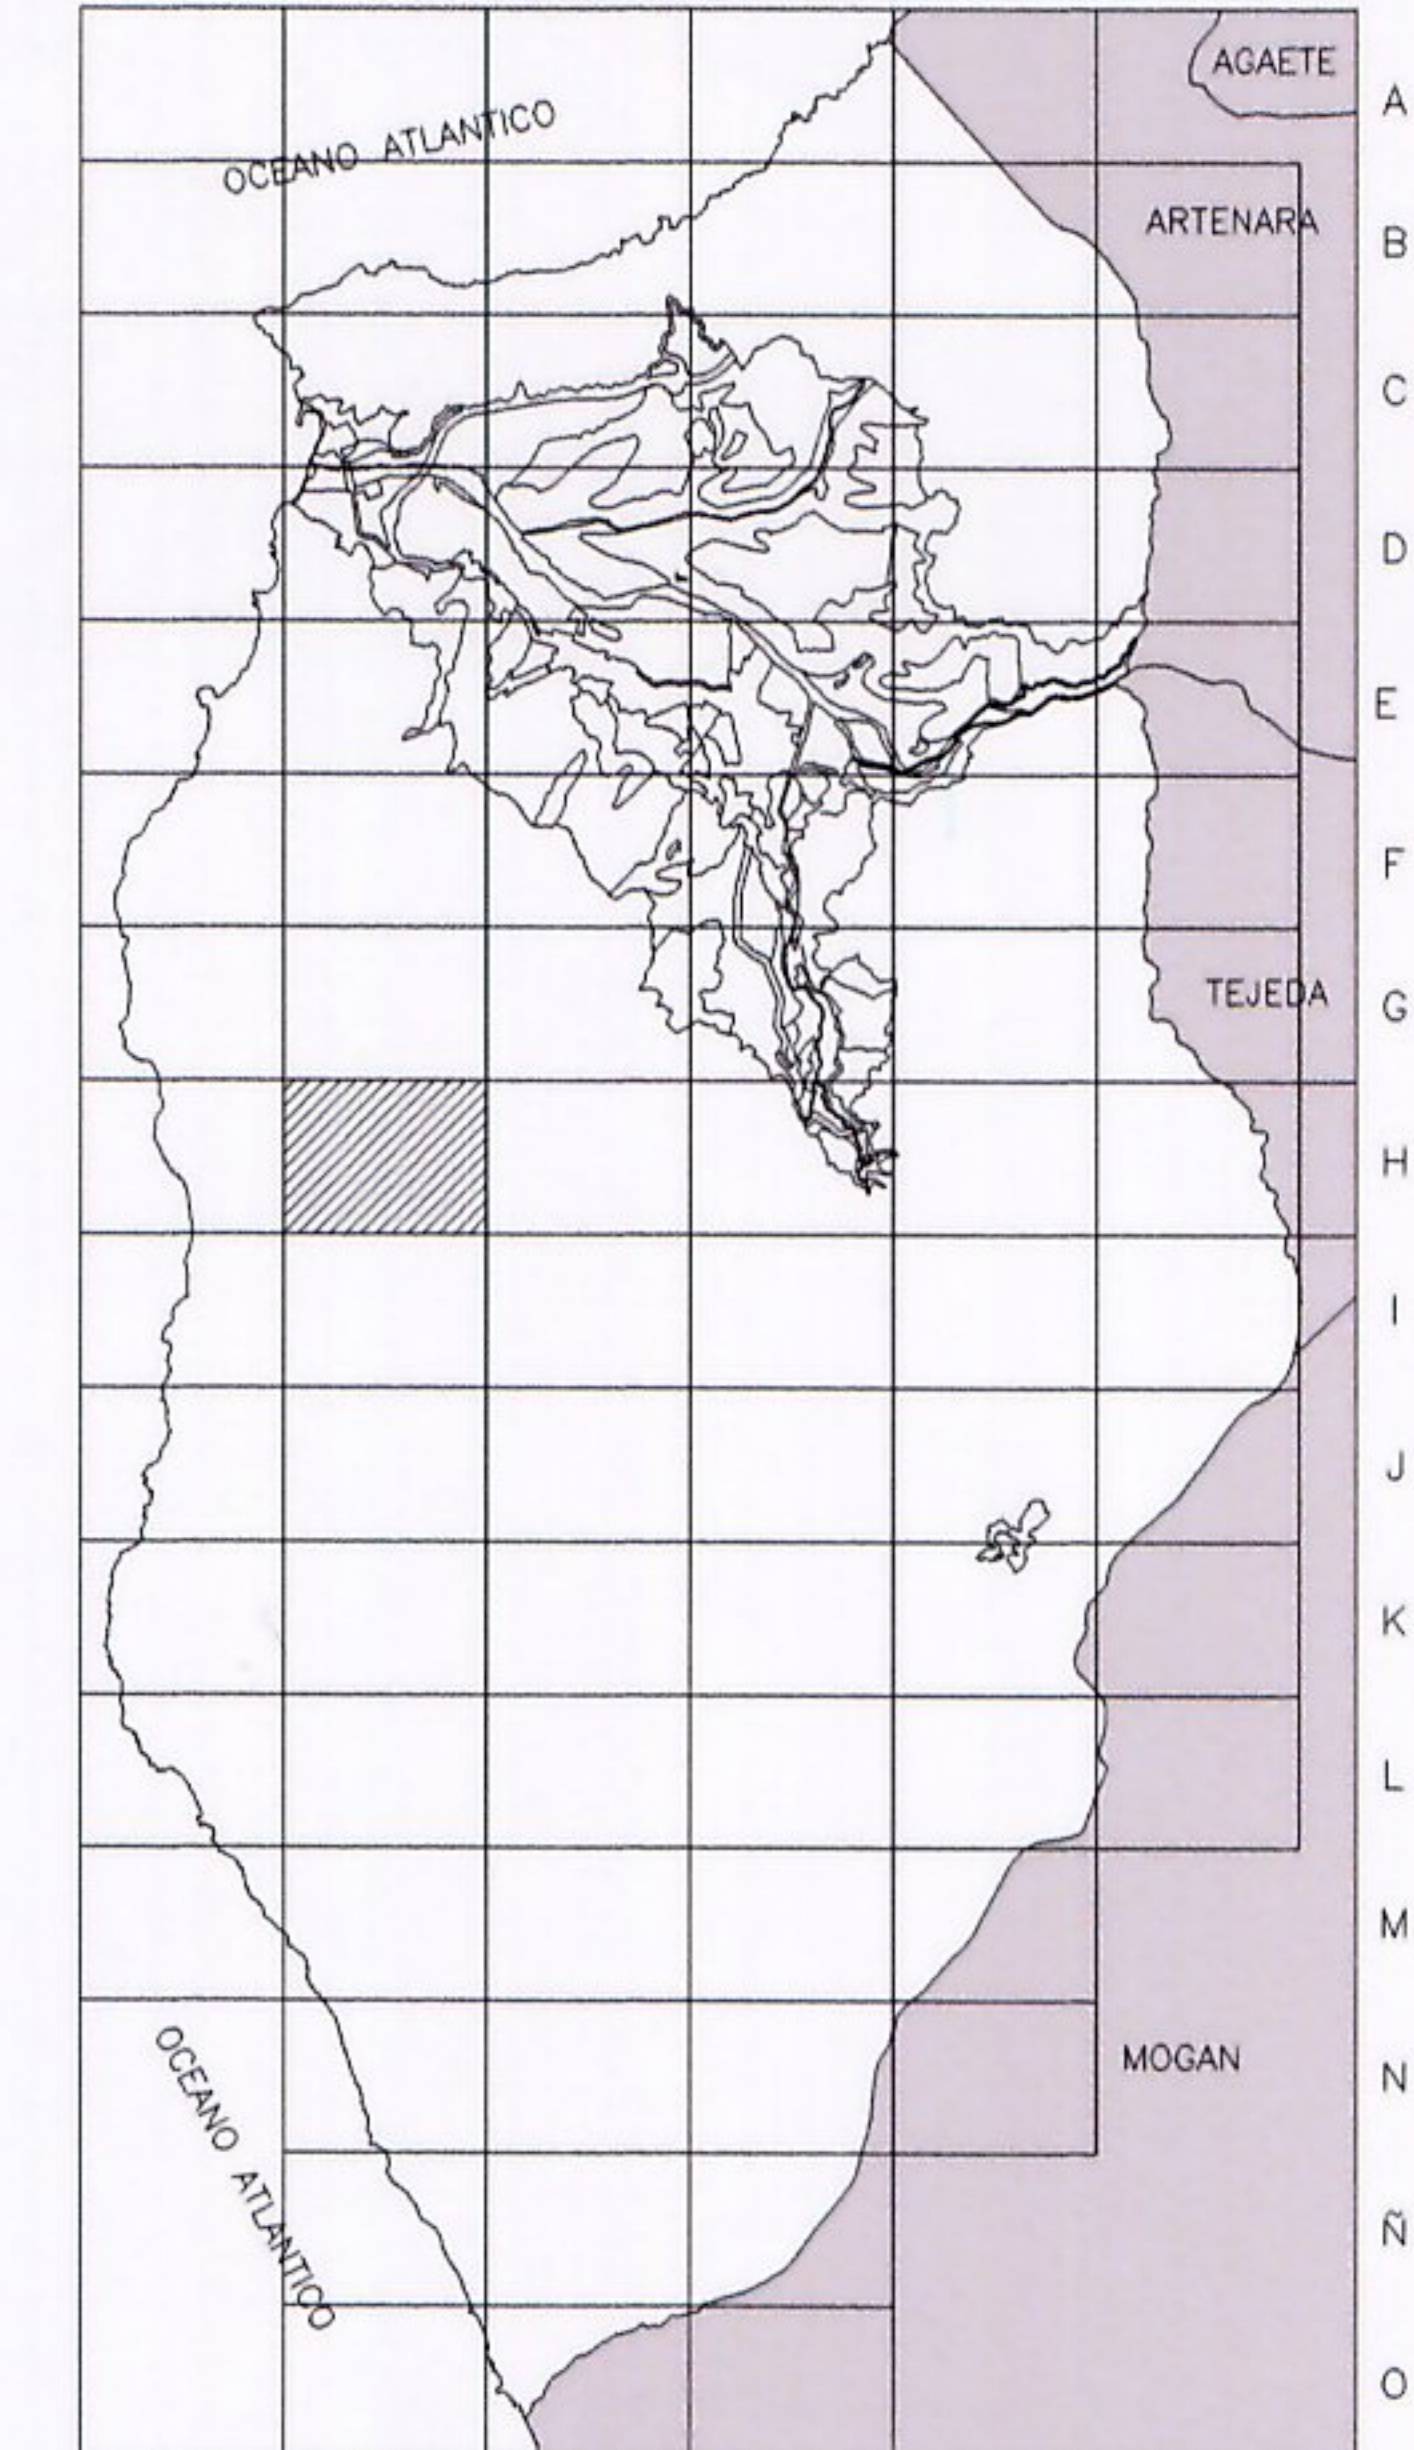 AGAETE
A
OCEANO ATLANTICO
ARTENARA
B
C
D
E
F
TEJEDA
G
H
I
J
K
L
M
OCEANO ATLANTICO
MOGAN
N
Ñ
O